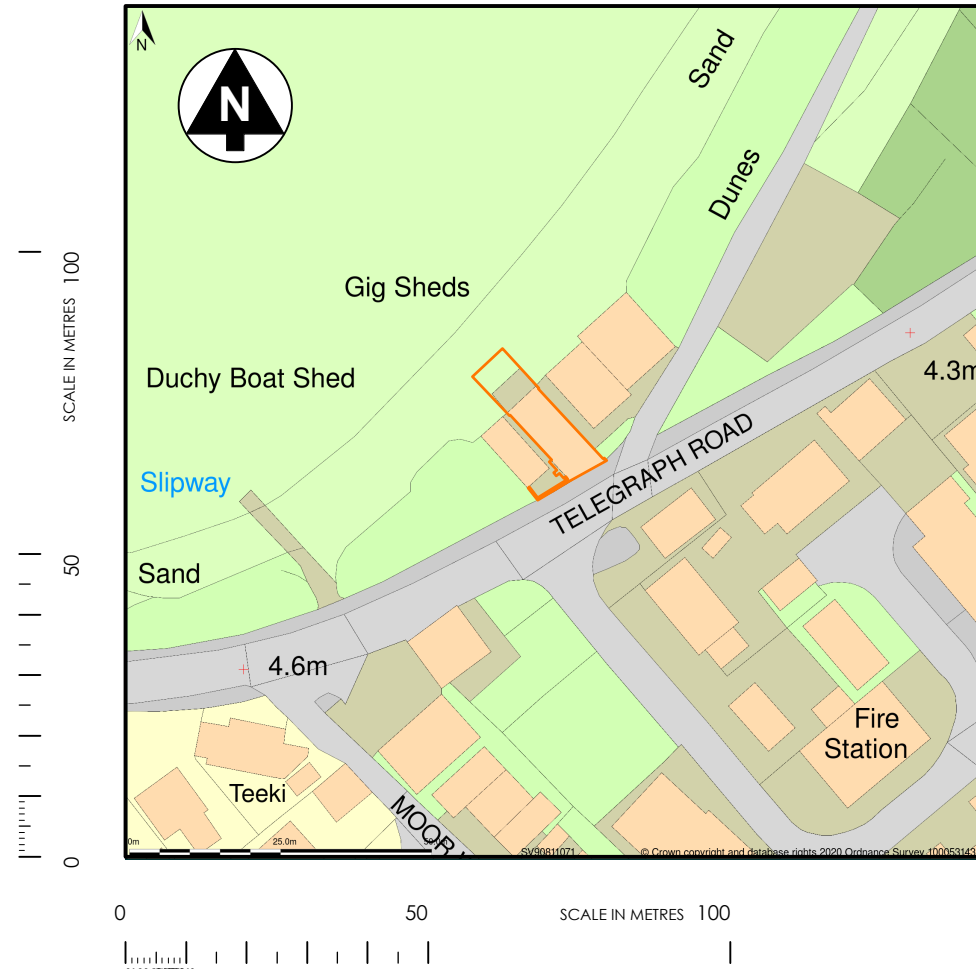 N
N
Sand
Dunes
Gig Sheds
Duchy Boat Shed
Slipway
Sand
TELEGRAPH ROAD
4.3m
4.6m
Teeki
MOOR
Fire
Station
0m
25.0m
SV90811071
© Crown copyright and database rights 2020 Ordnance Survey 100053143
SCALE IN METRES
100
50
0
0
50
SCALE IN METRES
100